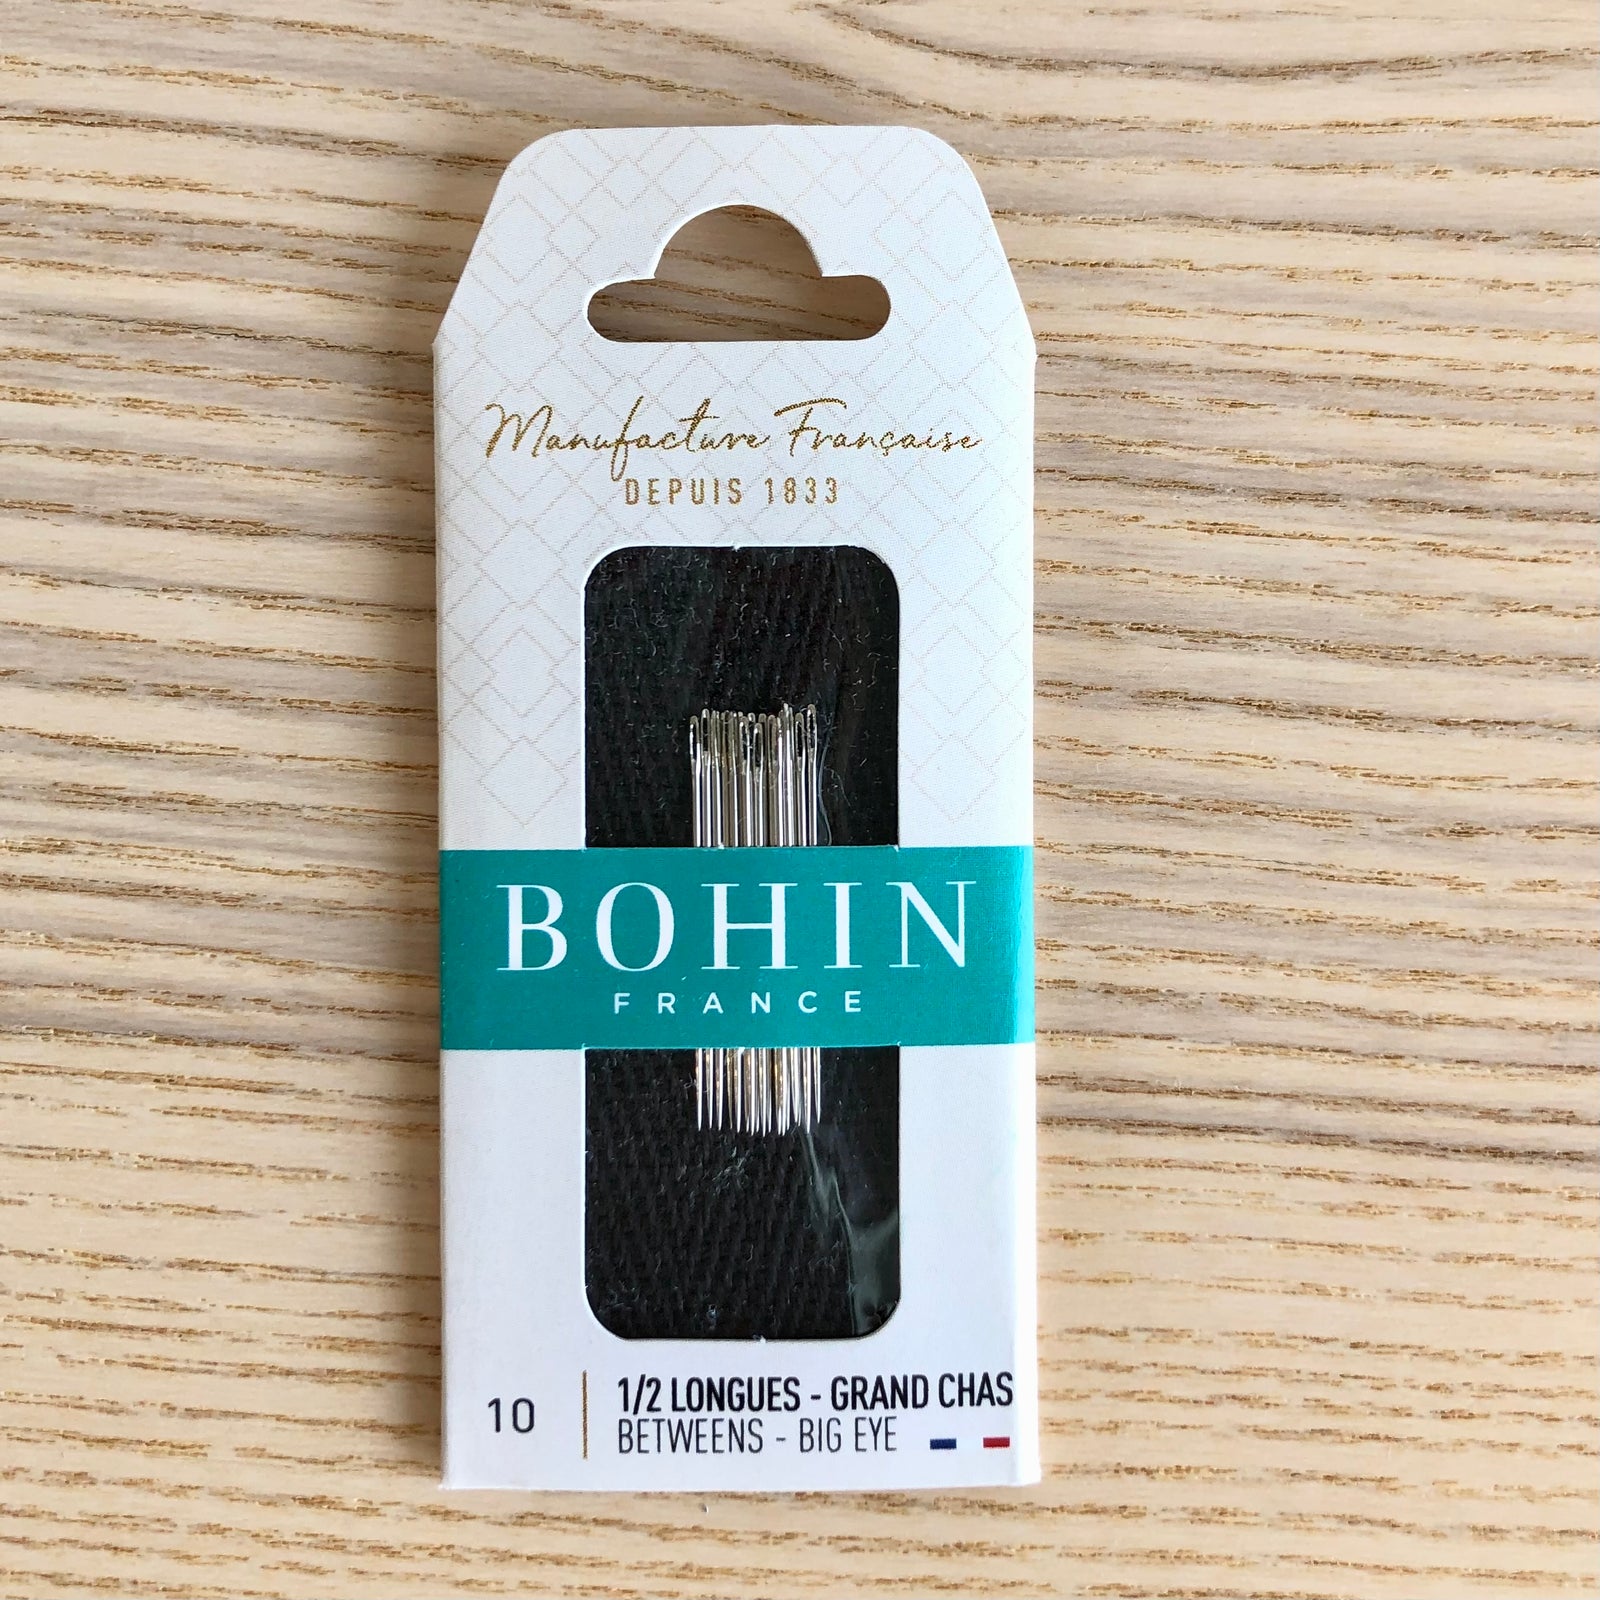 Manufacture Française
DEPUIS 1833
BOHIN
FRANCE
10
1/2 LONGUES - GRAND CHAS
BETWEENS - BIG EYE